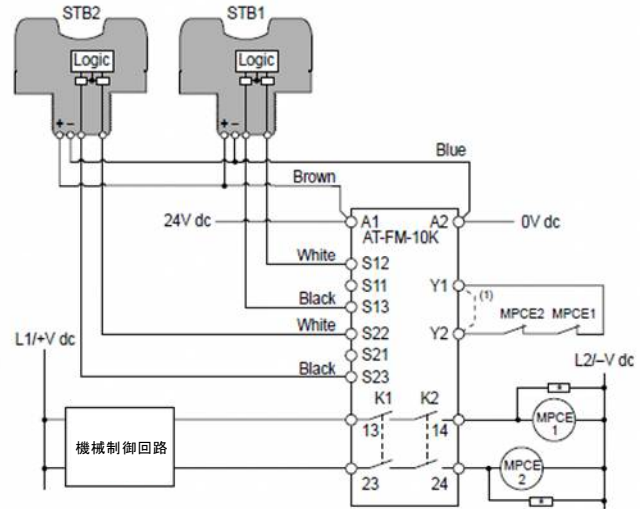 STB2 STB1
Logic Logic
+ − + −
Blue
Brown
24V dc A1 A2 0V dc
AT-FM-10K
White S12
S11 Y1
(1)
Black S13 MPCE2 MPCE1
White S22 Y2
L1/+V dc S21 L2/–V dc
Black S23
K1 K2
13 14 MPCE 1
機械制御回路
23 24 MPCE 2